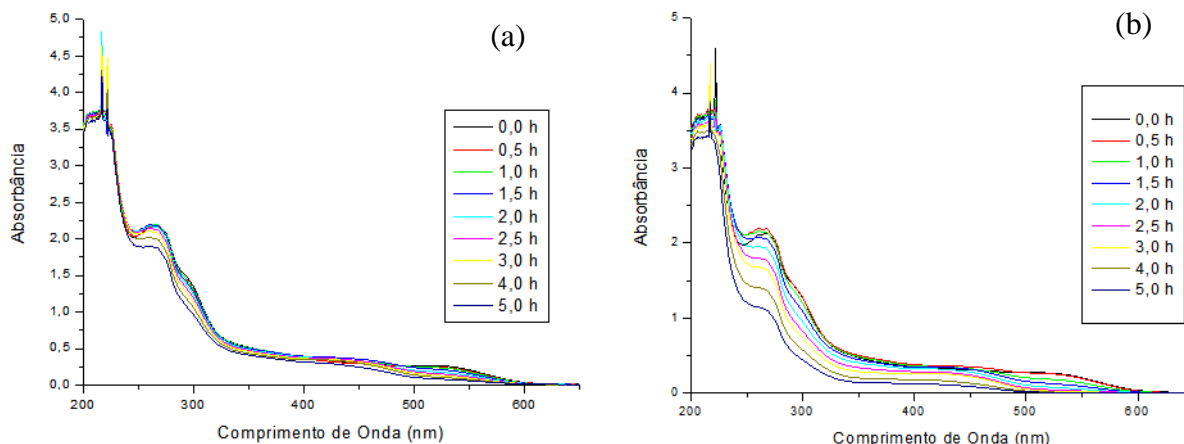 (a)
5,0
4,5
4,0
3,5
3,0
2,5
2,0
1,5
1,0
0,5
0,0
Absorbância
200
300
400
500
600
Comprimento de Onda (nm)
0,0 h
0,5 h
1,0 h
1,5 h
2,0 h
2,5 h
3,0 h
4,0 h
5,0 h
(b)
5
4
3
2
1
0
Absorbância
200
300
400
500
600
Comprimento de Onda (nm)
0,0 h
0,5 h
1,0 h
1,5 h
2,0 h
2,5 h
3,0 h
4,0 h
5,0 h